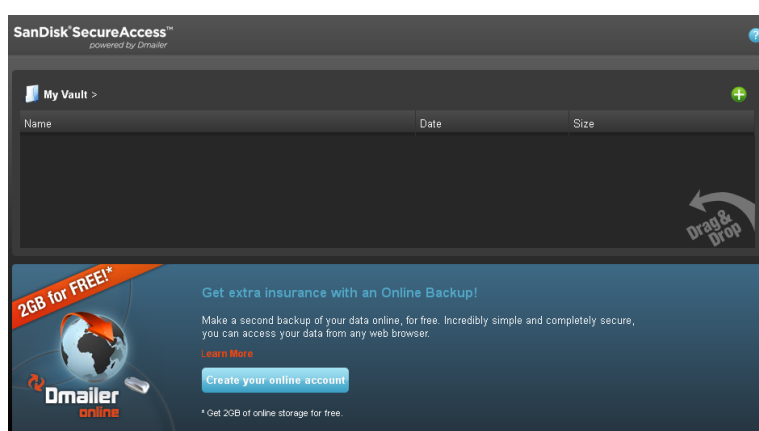 SanDisk® SecureAccess™
powered by Dmailer
?
My Vault >
Name Date Size
Drag &
Drop
2GB for FREE!*
Get extra insurance with an Online Backup!
Make a second backup of your data online, for free. Incredibly simple and completely secure,
you can access your data from any web browser.
Learn More
Create your online account
Dmailer
online
* Get 2GB of online storage for free.